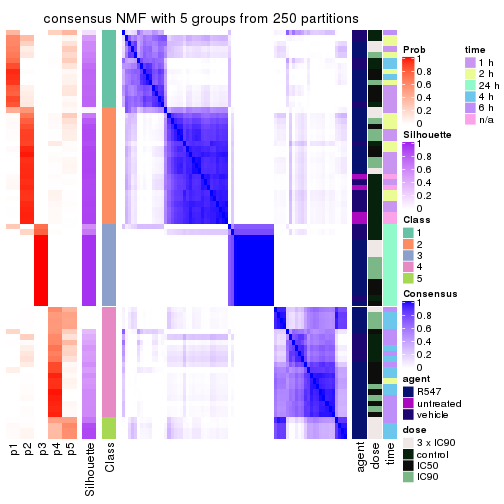 consensus NMF with 5 groups from 250 partitions
p1
p2
p3
p4
p5
Silhouette
Class
agent
dose
time
Prob
1
0.8
0.6
0.4
0.2
0
Silhouette
1
0.8
0.6
0.4
0.2
0
Class
1
2
3
4
5
Consensus
1
0.8
0.6
0.4
0.2
0
agent
R547
untreated
vehicle
dose
3 x IC90
control
IC50
IC90
time
1 h
2 h
24 h
4 h
6 h
n/a